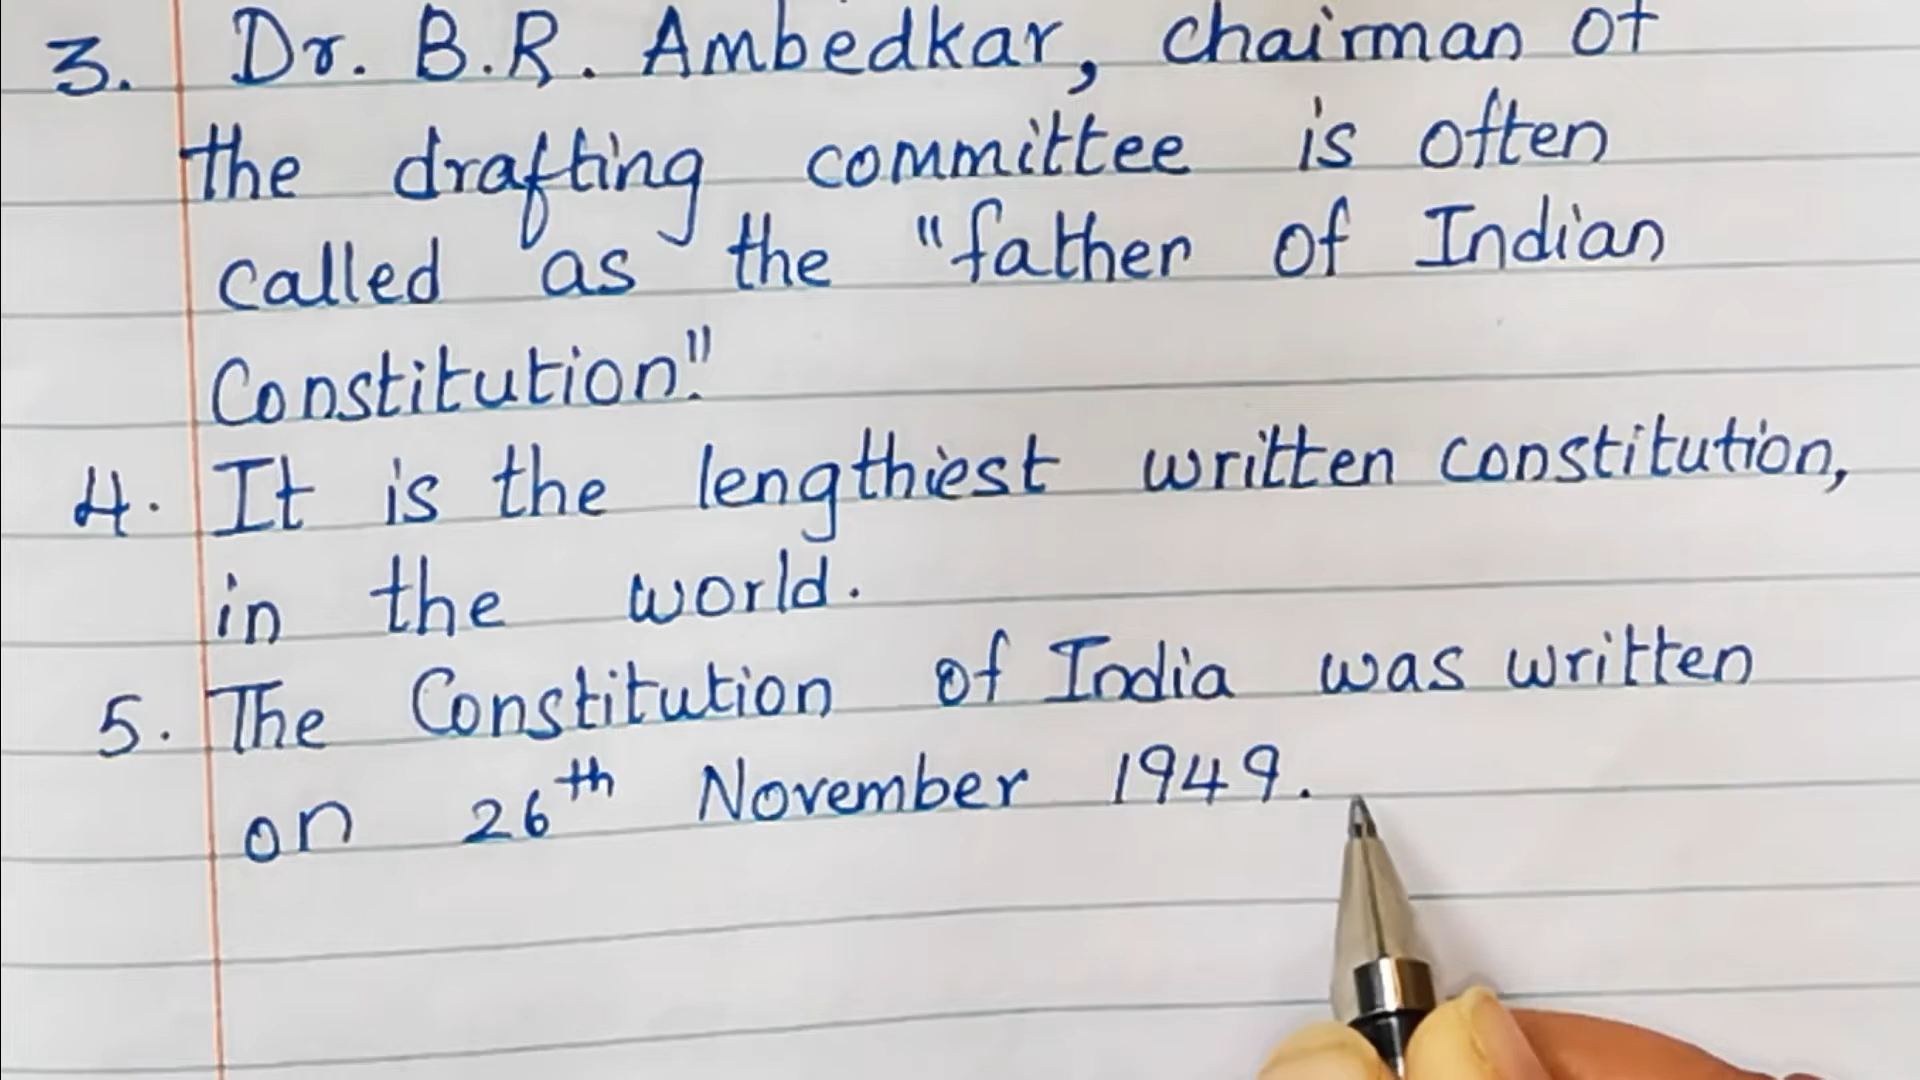 3. Dr. B.R. Ambedkar, chairman of
the drafting committee is often
called as the "father of Indian
Constitution."
4. It is the lengthiest written constitution,
in the world.
5. The Constitution of India was written
on 26th November 1949.